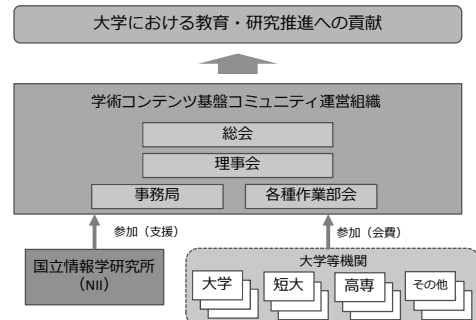 大学における教育・研究推進への貢献
学術コンテンツ基盤コミュニティ運営組織
総会
理事会
事務局
各種作業部会
参加（支援）
参加（会費）
国立情報学研究所
（NII）
大学等機関
大学
短大
高専
その他